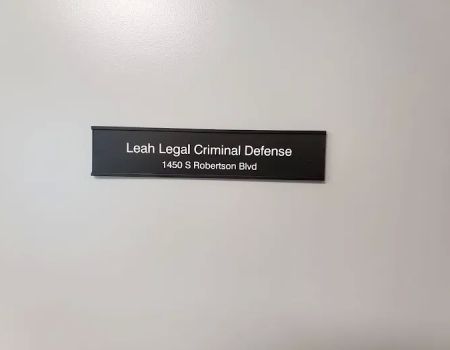 Leah Legal Criminal Defense
1450 S Robertson Blvd